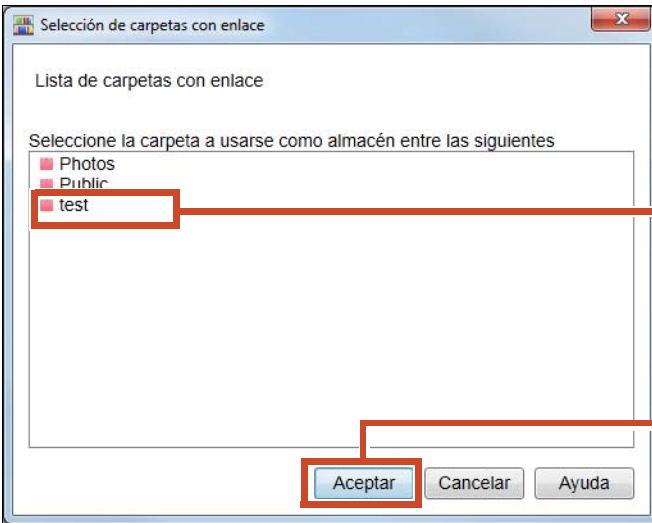 Selección de carpetas con enlace
Lista de carpetas con enlace
Seleccione la carpeta a usarse como almacén entre las siguientes
Photos
Public
test
Aceptar Cancelar Ayuda